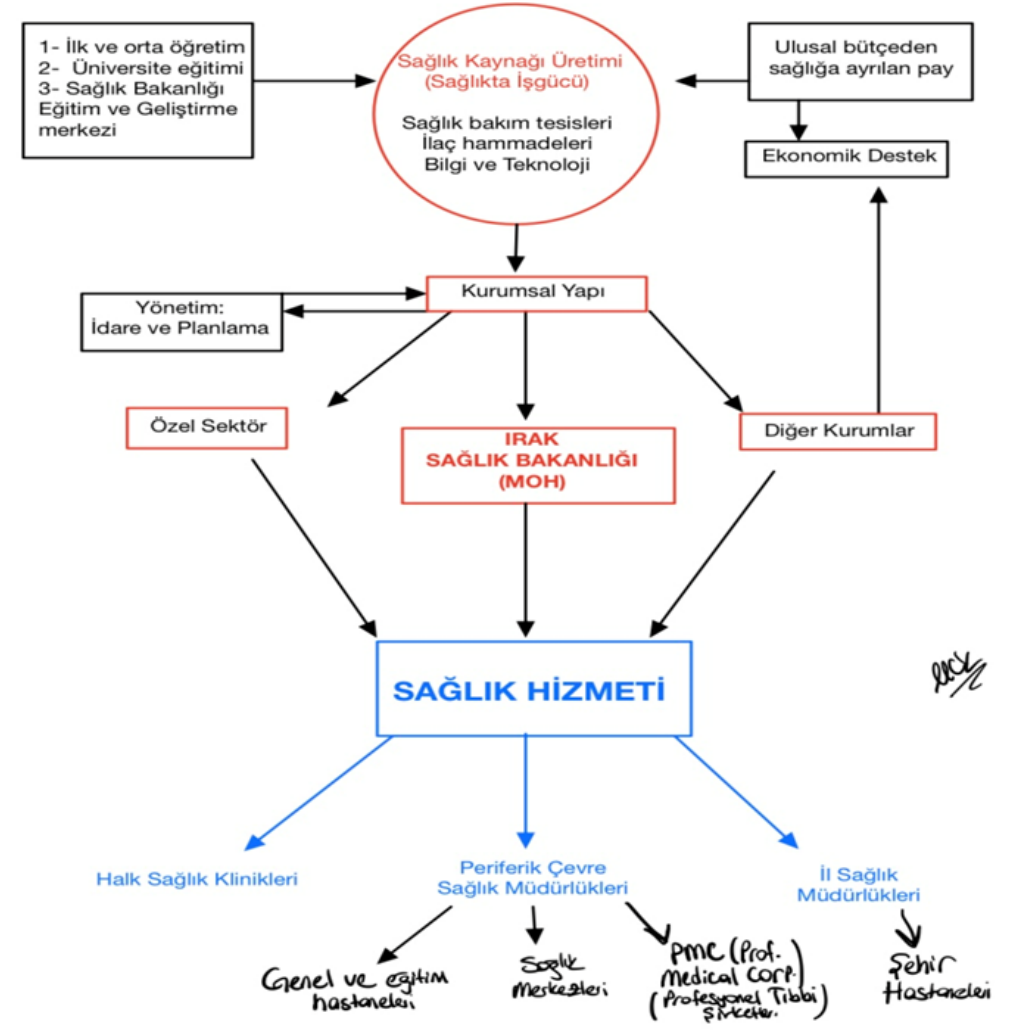 1- İlk ve orta öğretim
2- Üniversite eğitimi
3- Sağlık Bakanlığı
Eğitim ve Geliştirme
merkezi
Sağlık Kaynağı Üretimi
(Sağlıkta İşgücü)
Sağlık bakım tesisleri
İlaç hammadeleri
Bilgi ve Teknoloji
Ulusal bütçeden
sağlığa ayrılan pay
Ekonomik Destek
Kurumsal Yapı
Yönetim:
İdare ve Planlama
Özel Sektör
IRAK
SAĞLIK BAKANLIĞI
(MOH)
Diğer Kurumlar
SAĞLIK HİZMETİ
Halk Sağlık Klinikleri
Periferik Çevre
Sağlık Müdürlükleri
İl Sağlık
Müdürlükleri
Genel ve eğitim
hastaneleri
Sağlık
Merkezleri
PMC (Prof.
Medical Corp.)
(Profesyonel Tıbbi
Şirketler)
Şehir
Hastaneleri